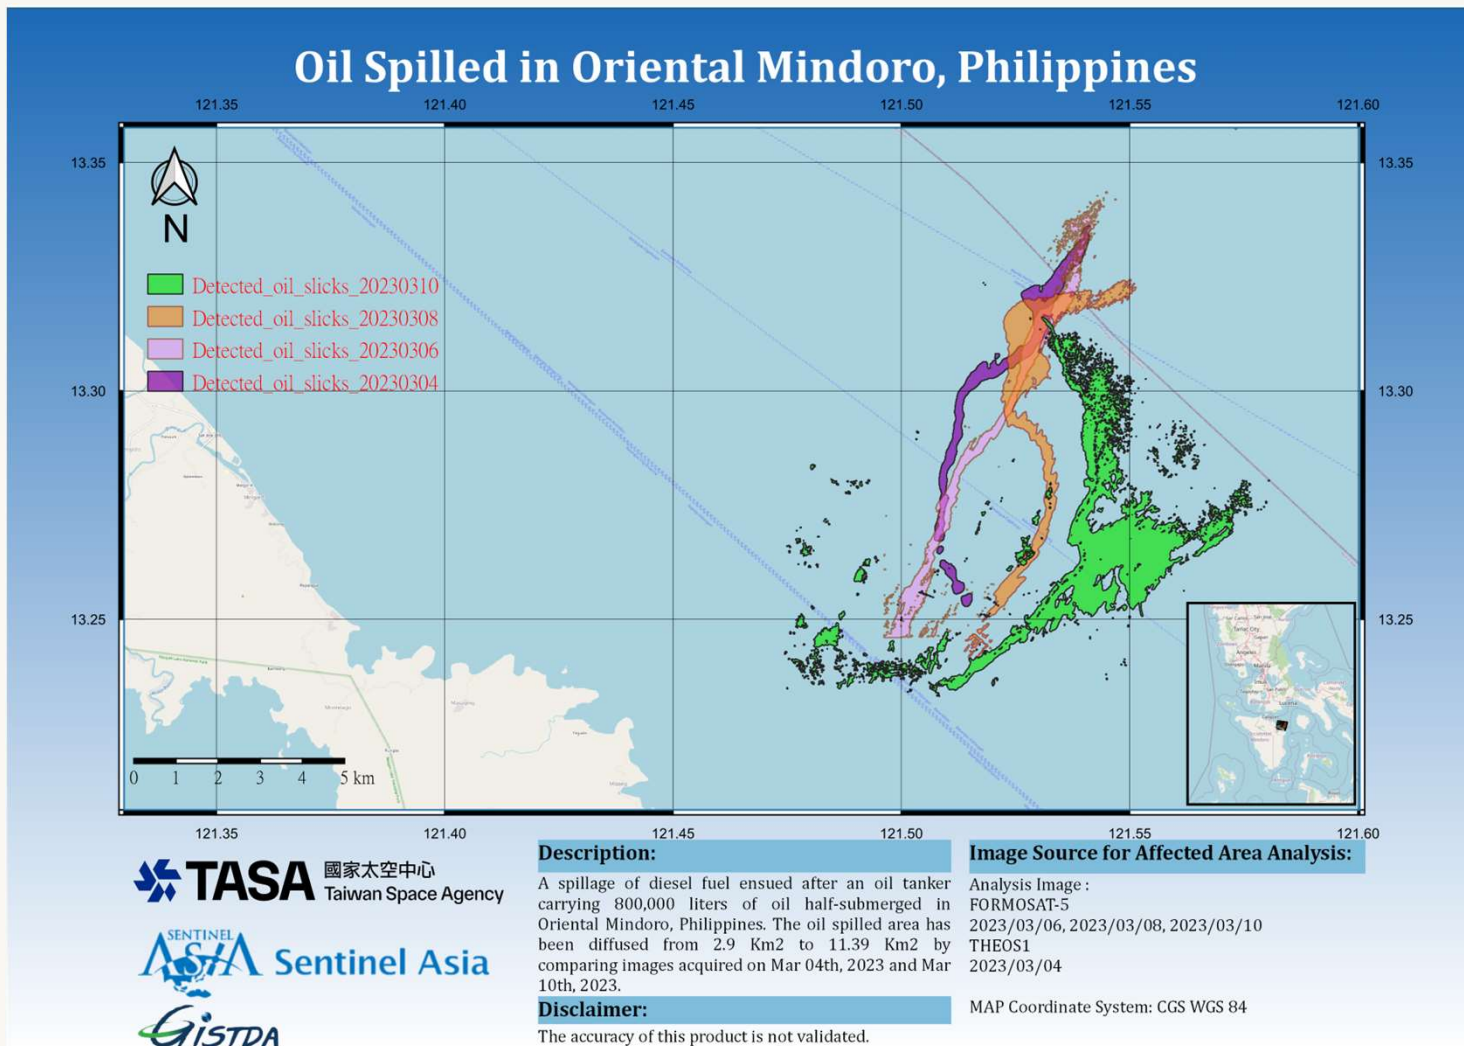 Oil Spilled in Oriental Mindoro, Philippines
121.35 121.40 121.45 121.50 121.55 121.60
13.35 13.35
N
Detected_oil_slicks_20230310
Detected_oil_slicks_20230308
Detected_oil_slicks_20230306
Detected_oil_slicks_20230304
13.30 13.30
13.25 13.25
0 1 2 3 4 5 km
121.35 121.40 121.45 121.50 121.55 121.60
TASA 國家太空中心
Taiwan Space Agency
SENTINEL
ASIA Sentinel Asia
GISTDA
Description:
A spillage of diesel fuel ensued after an oil tanker
carrying 800,000 liters of oil half-submerged in
Oriental Mindoro, Philippines. The oil spilled area has
been diffused from 2.9 Km2 to 11.39 Km2 by
comparing images acquired on Mar 04th, 2023 and Mar
10th, 2023.
Disclaimer:
The accuracy of this product is not validated.
Image Source for Affected Area Analysis:
Analysis Image :
FORMOSAT-5
2023/03/06, 2023/03/08, 2023/03/10
THEOS1
2023/03/04
MAP Coordinate System: CGS WGS 84